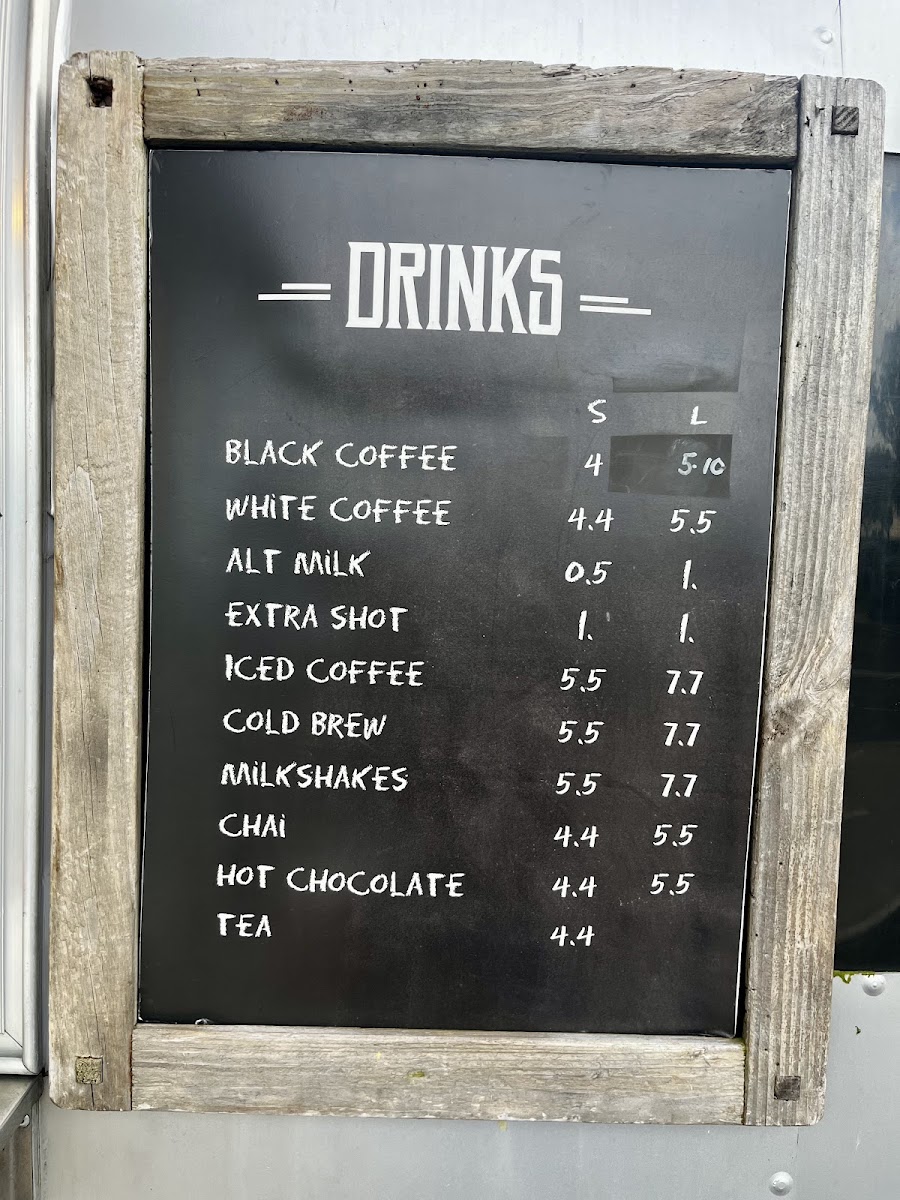 DRINKS
S L
BLACK COFFEE 4 5.10
WHITE COFFEE 4.4 5.5
ALT MILK 0.5 1.
EXTRA SHOT 1. 1.
ICED COFFEE 5.5 7.7
COLD BREW 5.5 7.7
MILKSHAKES 5.5 7.7
CHAI 4.4 5.5
HOT CHOCOLATE 4.4 5.5
TEA 4.4